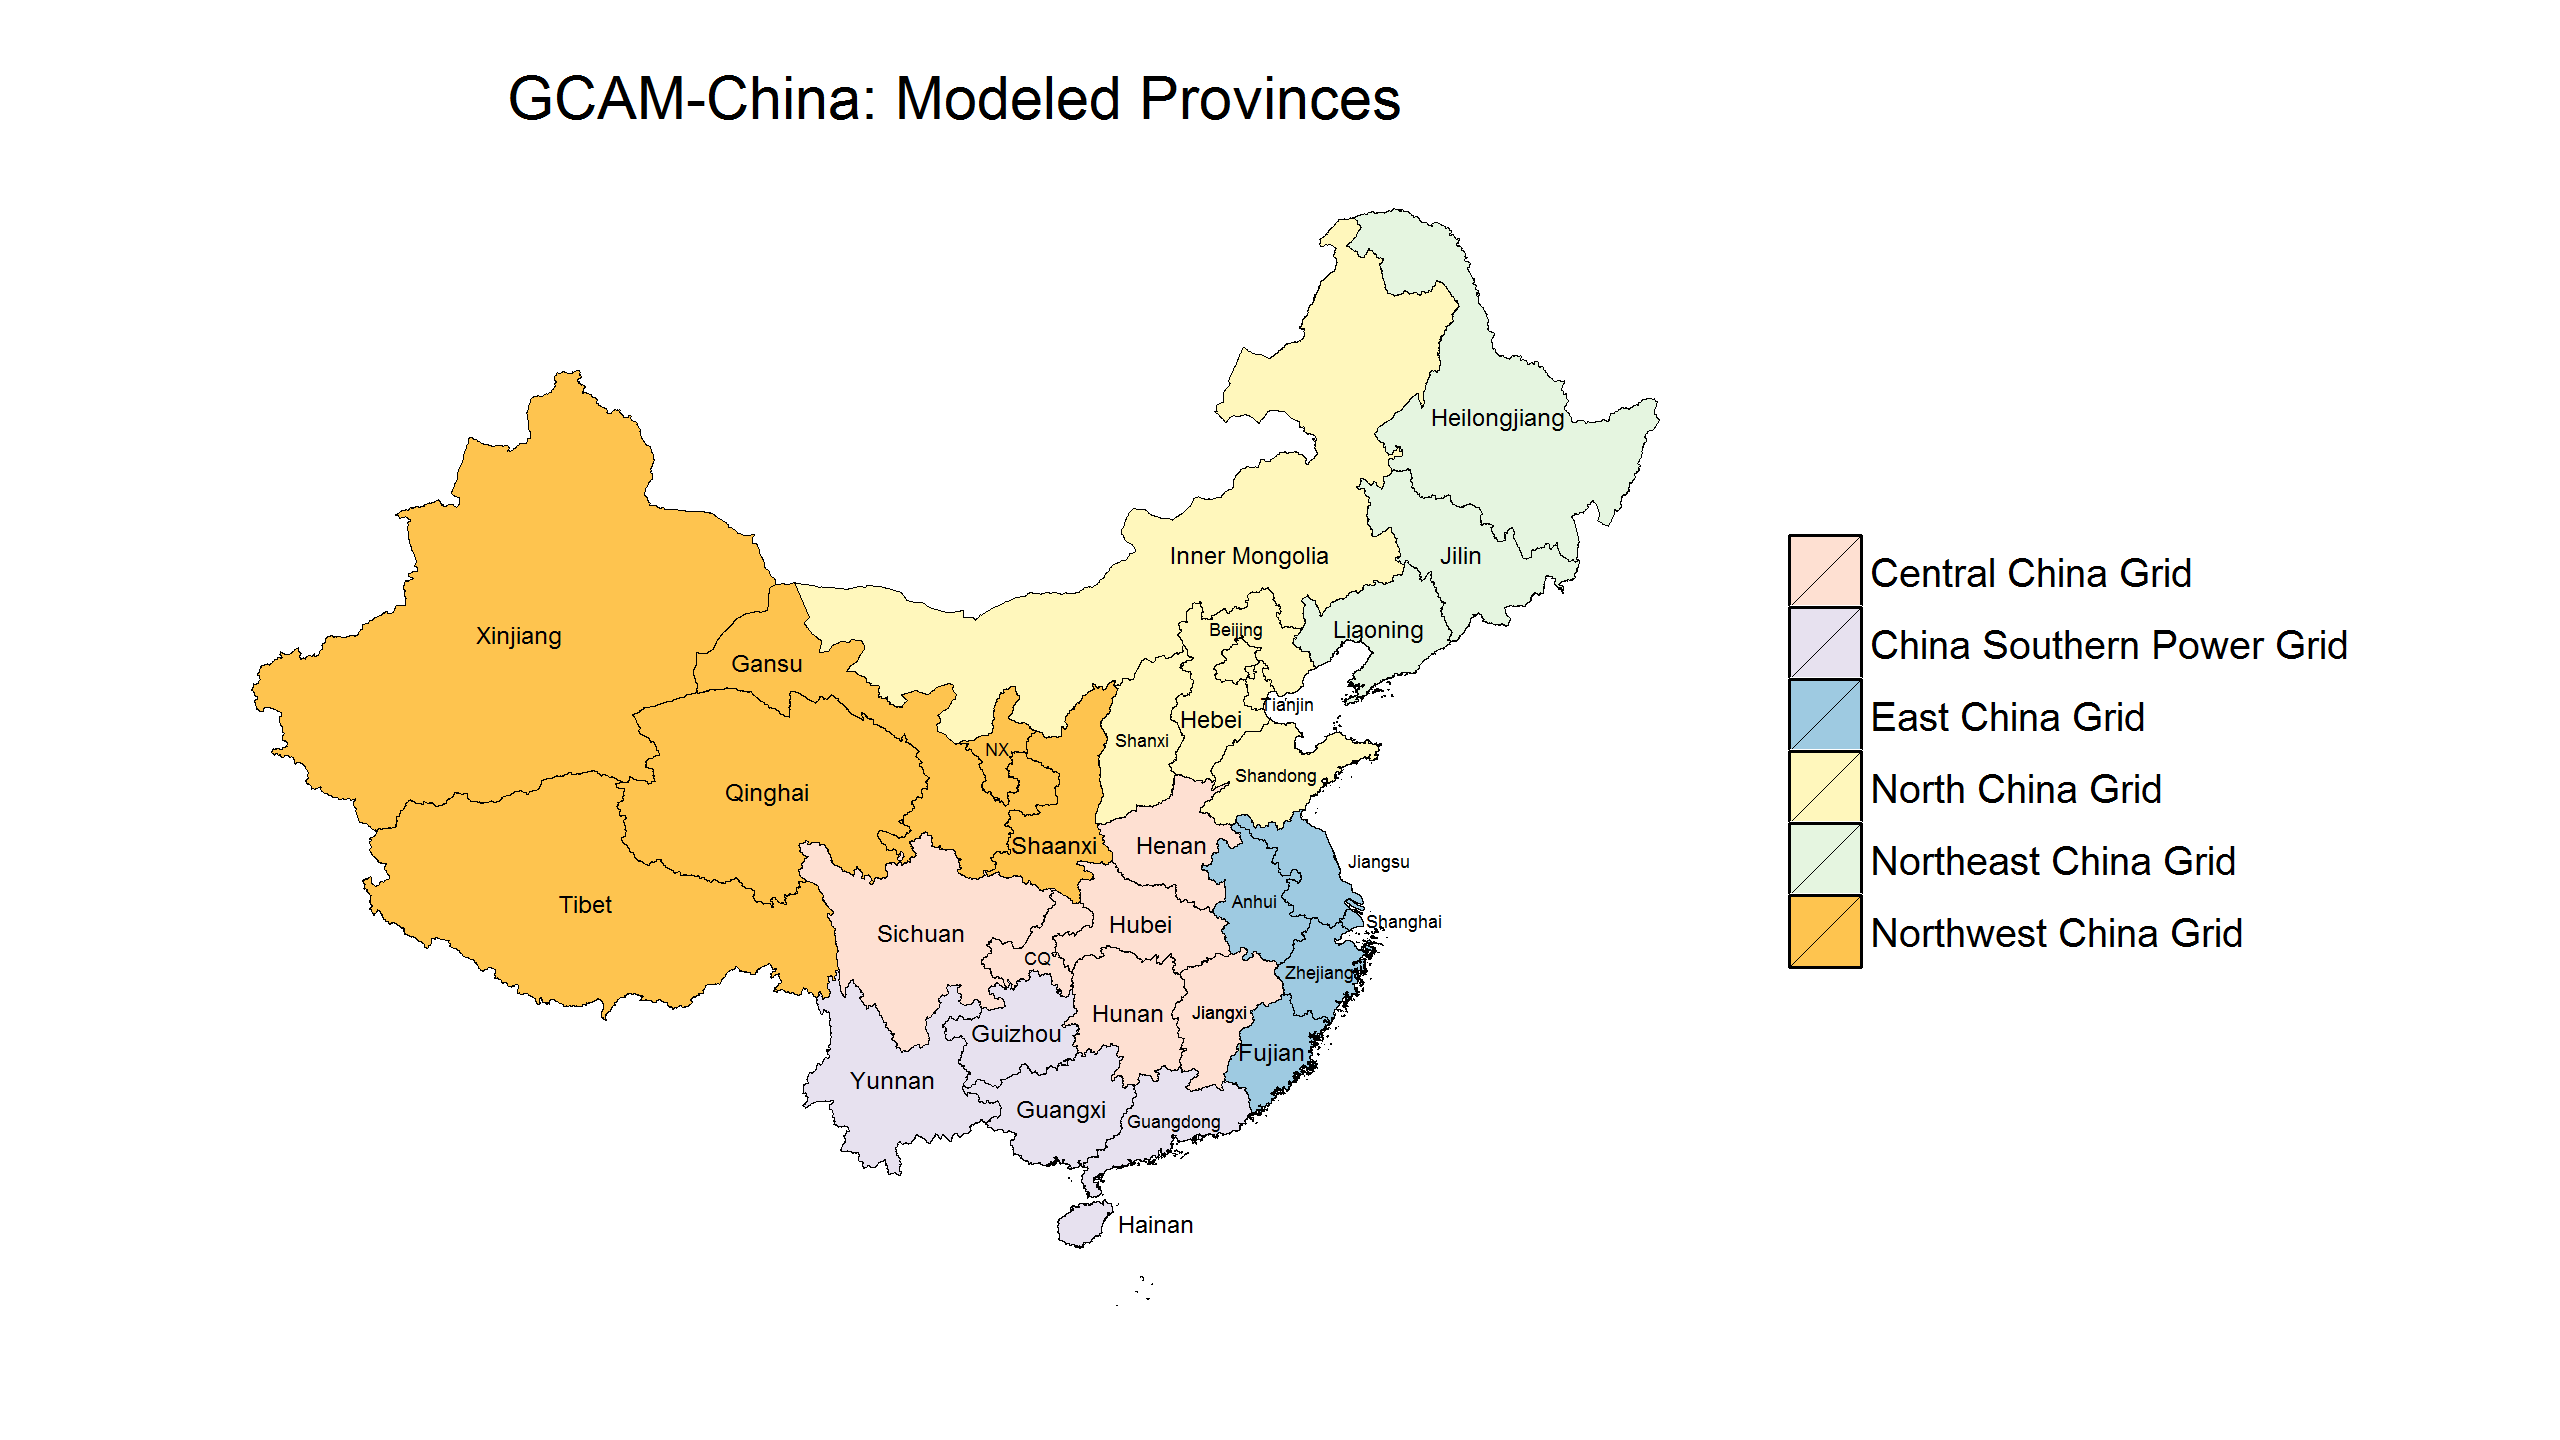 GCAM-China: Modeled Provinces
Heilongjiang
Inner Mongolia
Jilin
Xinjiang
Beijing
Liaoning
Gansu
Tianjin
Hebei
Shanxi
NX
Shandong
Qinghai
Shaanxi
Henan
Jiangsu
Tibet
Anhui
Shanghai
Sichuan
Hubei
CQ
Zhejiang
Hunan
Jiangxi
Guizhou
Fujian
Yunnan
Guangxi
Guangdong
Hainan
Central China Grid
China Southern Power Grid
East China Grid
North China Grid
Northeast China Grid
Northwest China Grid